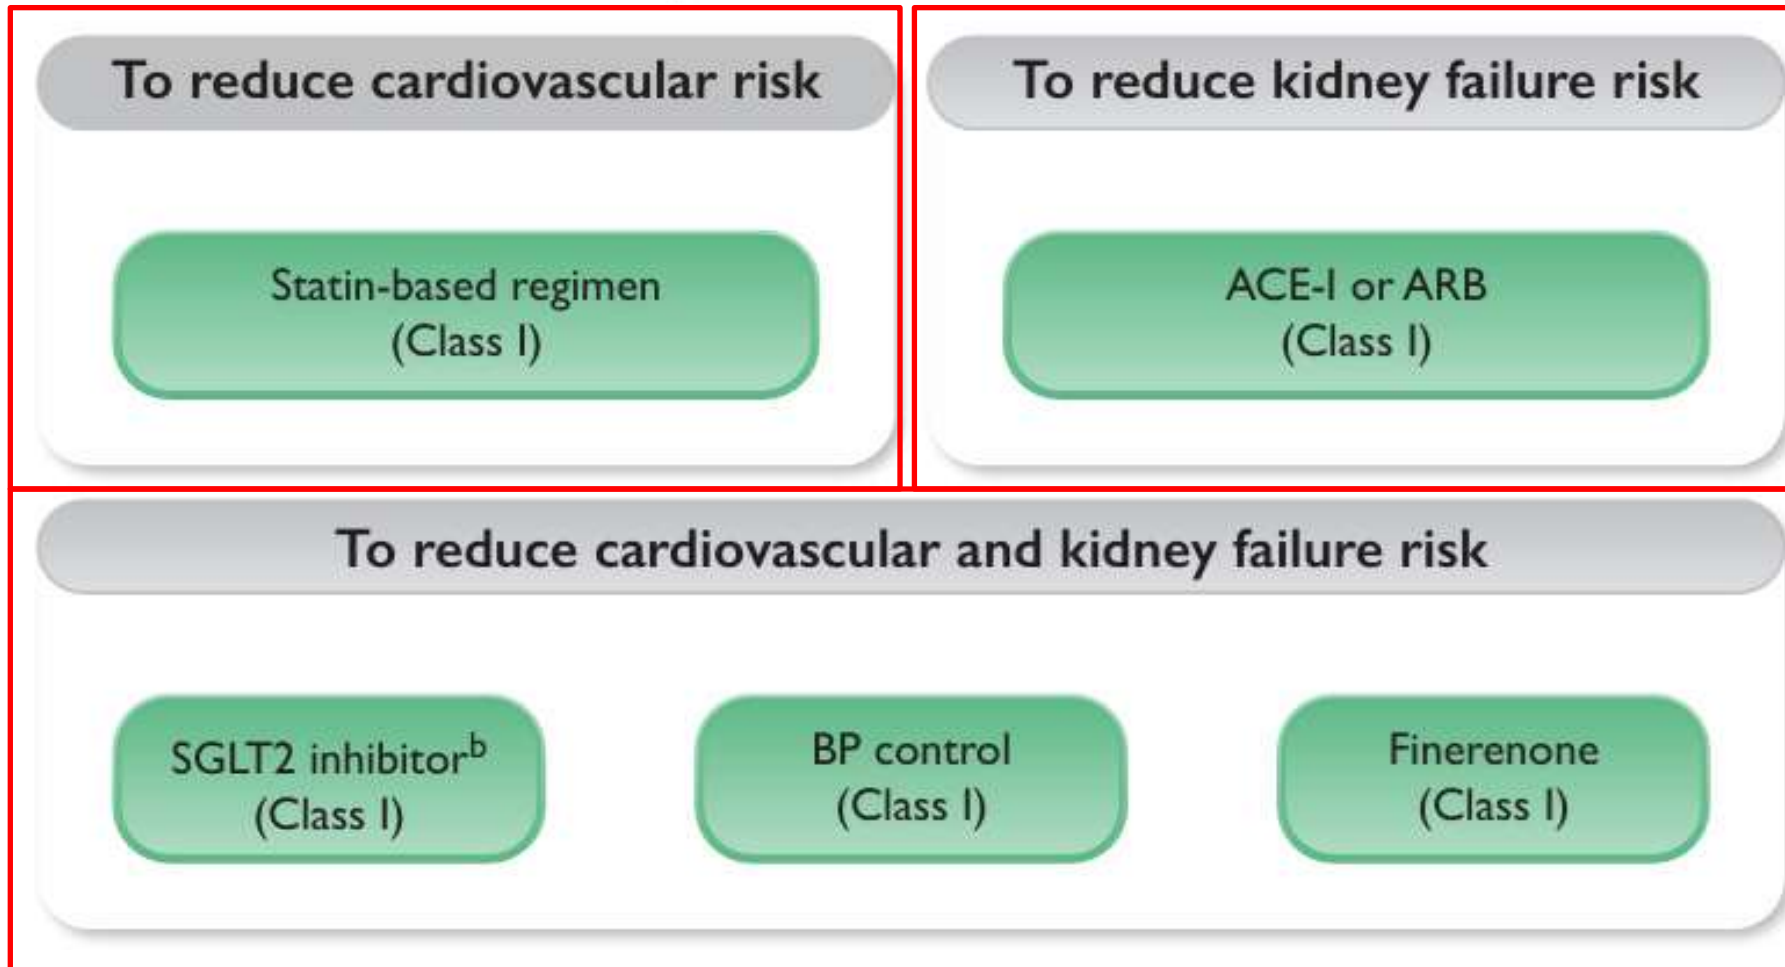 To reduce cardiovascular risk
Statin-based regimen
(Class I)
To reduce kidney failure risk
ACE-I or ARB
(Class I)
To reduce cardiovascular and kidney failure risk
SGLT2 inhibitorᵇ
(Class I)
BP control
(Class I)
Finerenone
(Class I)